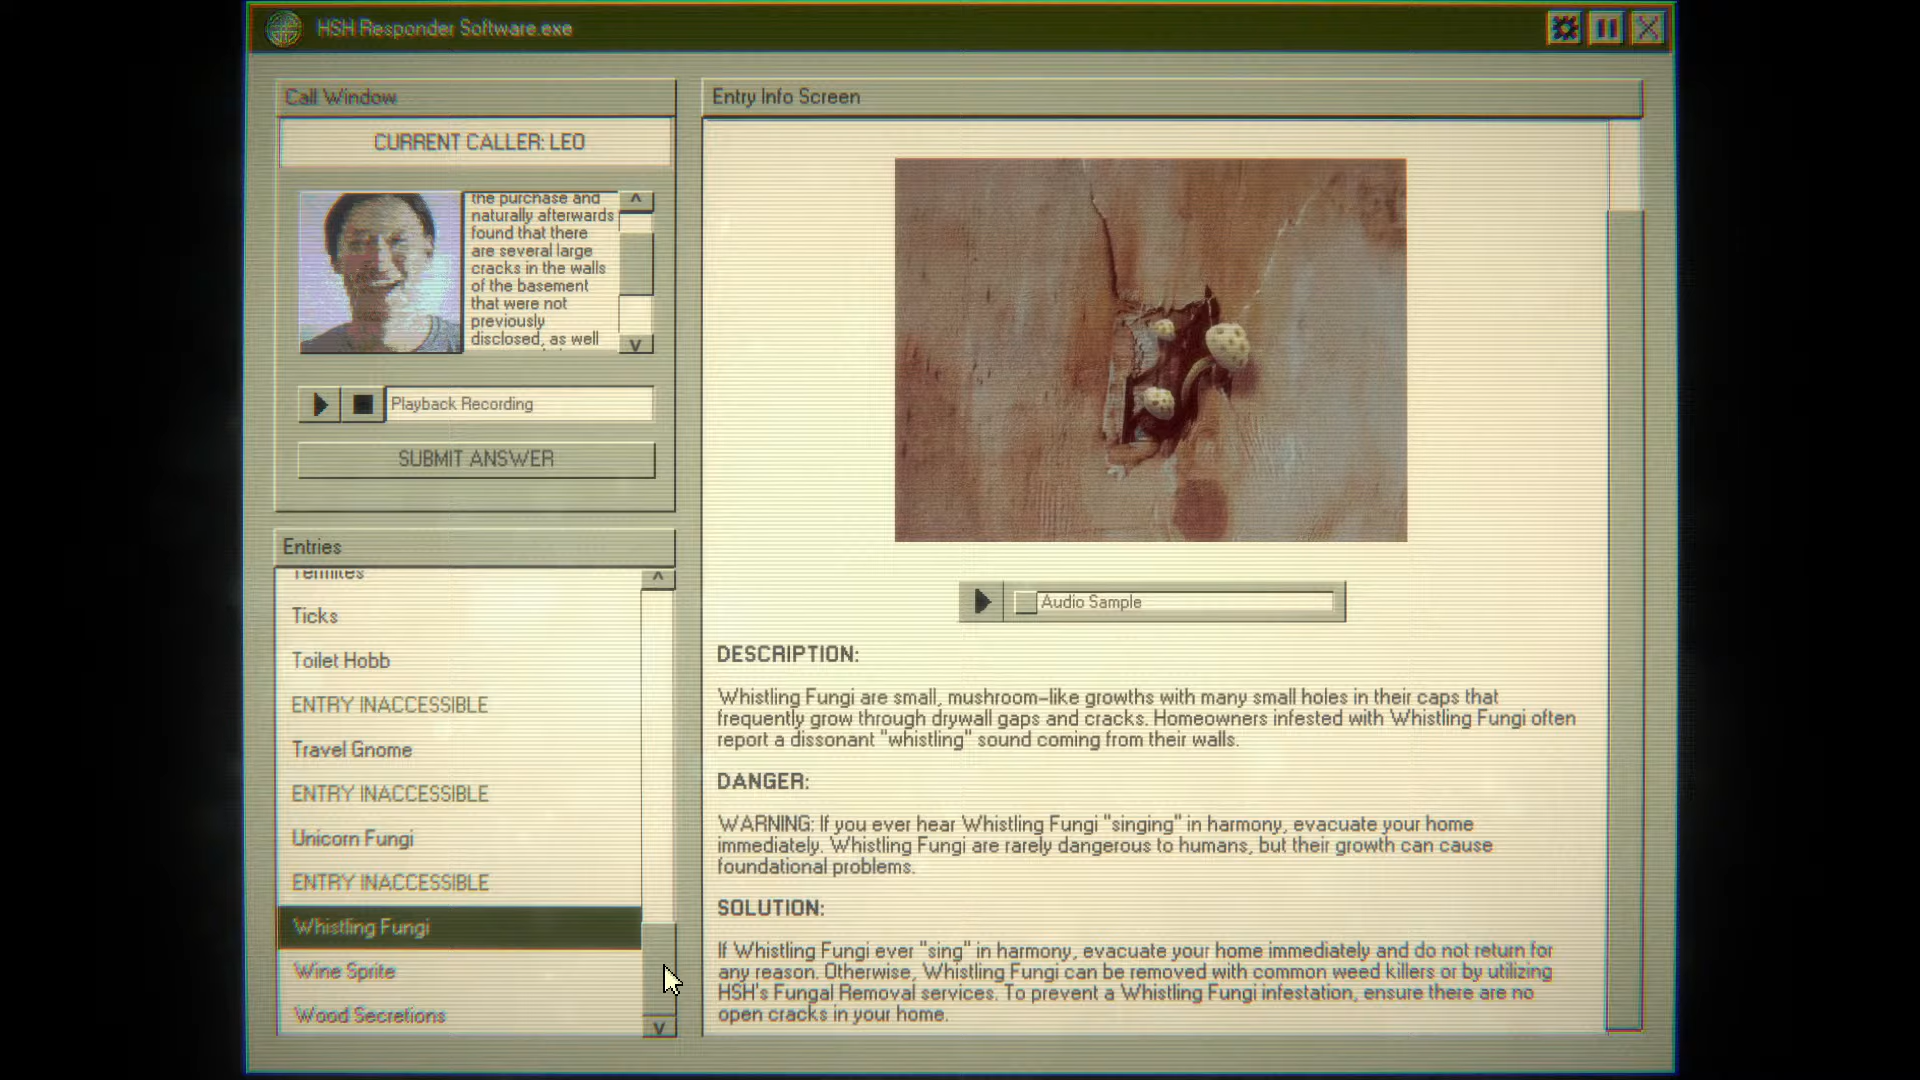 HSH Responder Software.exe
Call Window
CURRENT CALLER: LEO
the purchase and
naturally afterwards
found that there
are several large
cracks in the walls
of the basement
that were not
previously
disclosed, as well
Playback Recording
SUBMIT ANSWER
Entries
Termites
Ticks
Toilet Hobb
ENTRY INACCESSIBLE
Travel Gnome
ENTRY INACCESSIBLE
Unicorn Fungi
ENTRY INACCESSIBLE
Whistling Fungi
Wine Sprite
Wood Secretions
Entry Info Screen
Audio Sample
DESCRIPTION:
Whistling Fungi are small, mushroom-like growths with many small holes in their caps that
frequently grow through drywall gaps and cracks. Homeowners infested with Whistling Fungi often
report a dissonant "whistling" sound coming from their walls.
DANGER:
WARNING: If you ever hear Whistling Fungi "singing" in harmony, evacuate your home
immediately. Whistling Fungi are rarely dangerous to humans, but their growth can cause
foundational problems.
SOLUTION:
If Whistling Fungi ever "sing" in harmony, evacuate your home immediately and do not return for
any reason. Otherwise, Whistling Fungi can be removed with common weed killers or by utilizing
HSH's Fungal Removal services. To prevent a Whistling Fungi infestation, ensure there are no
open cracks in your home.